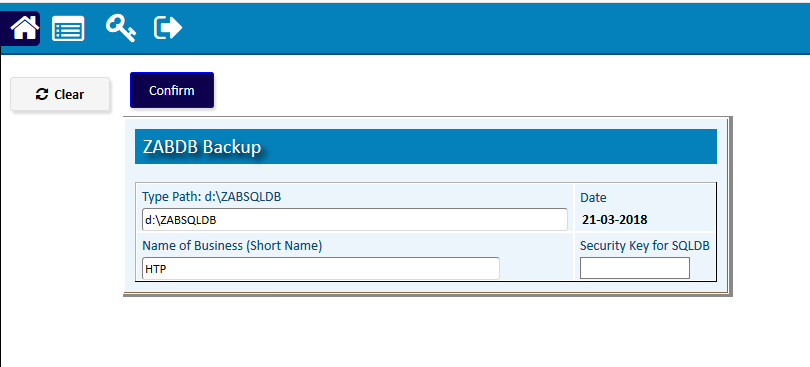 Clear
Confirm
ZABDB Backup
Type Path: d:\ZABSQLDB
Date
d:\ZABSQLDB
21-03-2018
Name of Business (Short Name)
Security Key for SQLDB
HTP